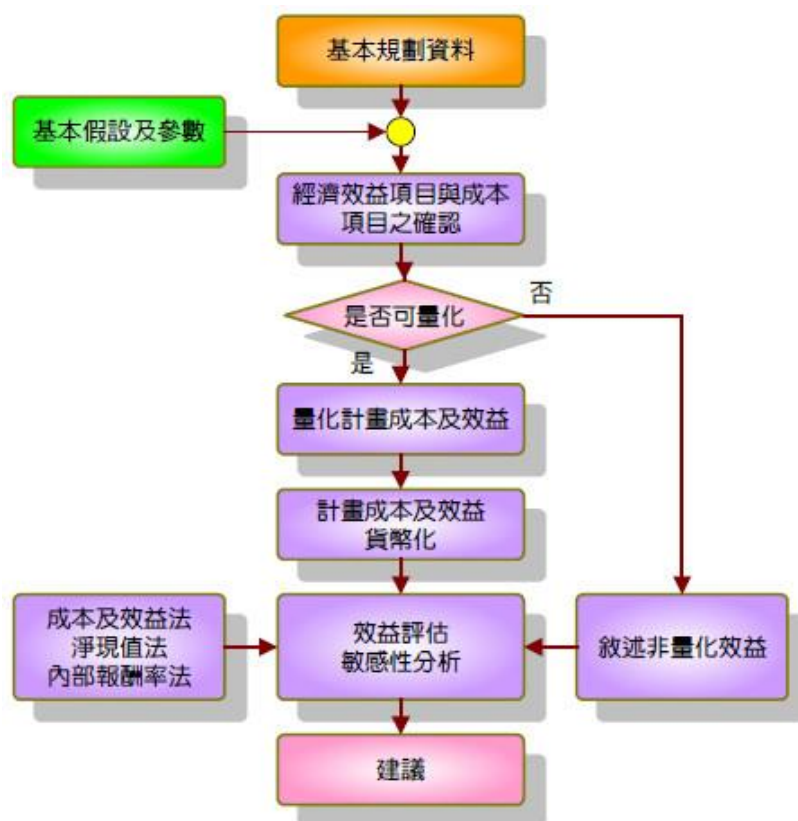 基本規劃資料
基本假設及參數
經濟效益項目與成本
項目之確認
是否可量化
否
是
量化計畫成本及效益
計畫成本及效益
貨幣化
成本及效益法
淨現值法
內部報酬率法
效益評估
敏感性分析
敘述非量化效益
建議